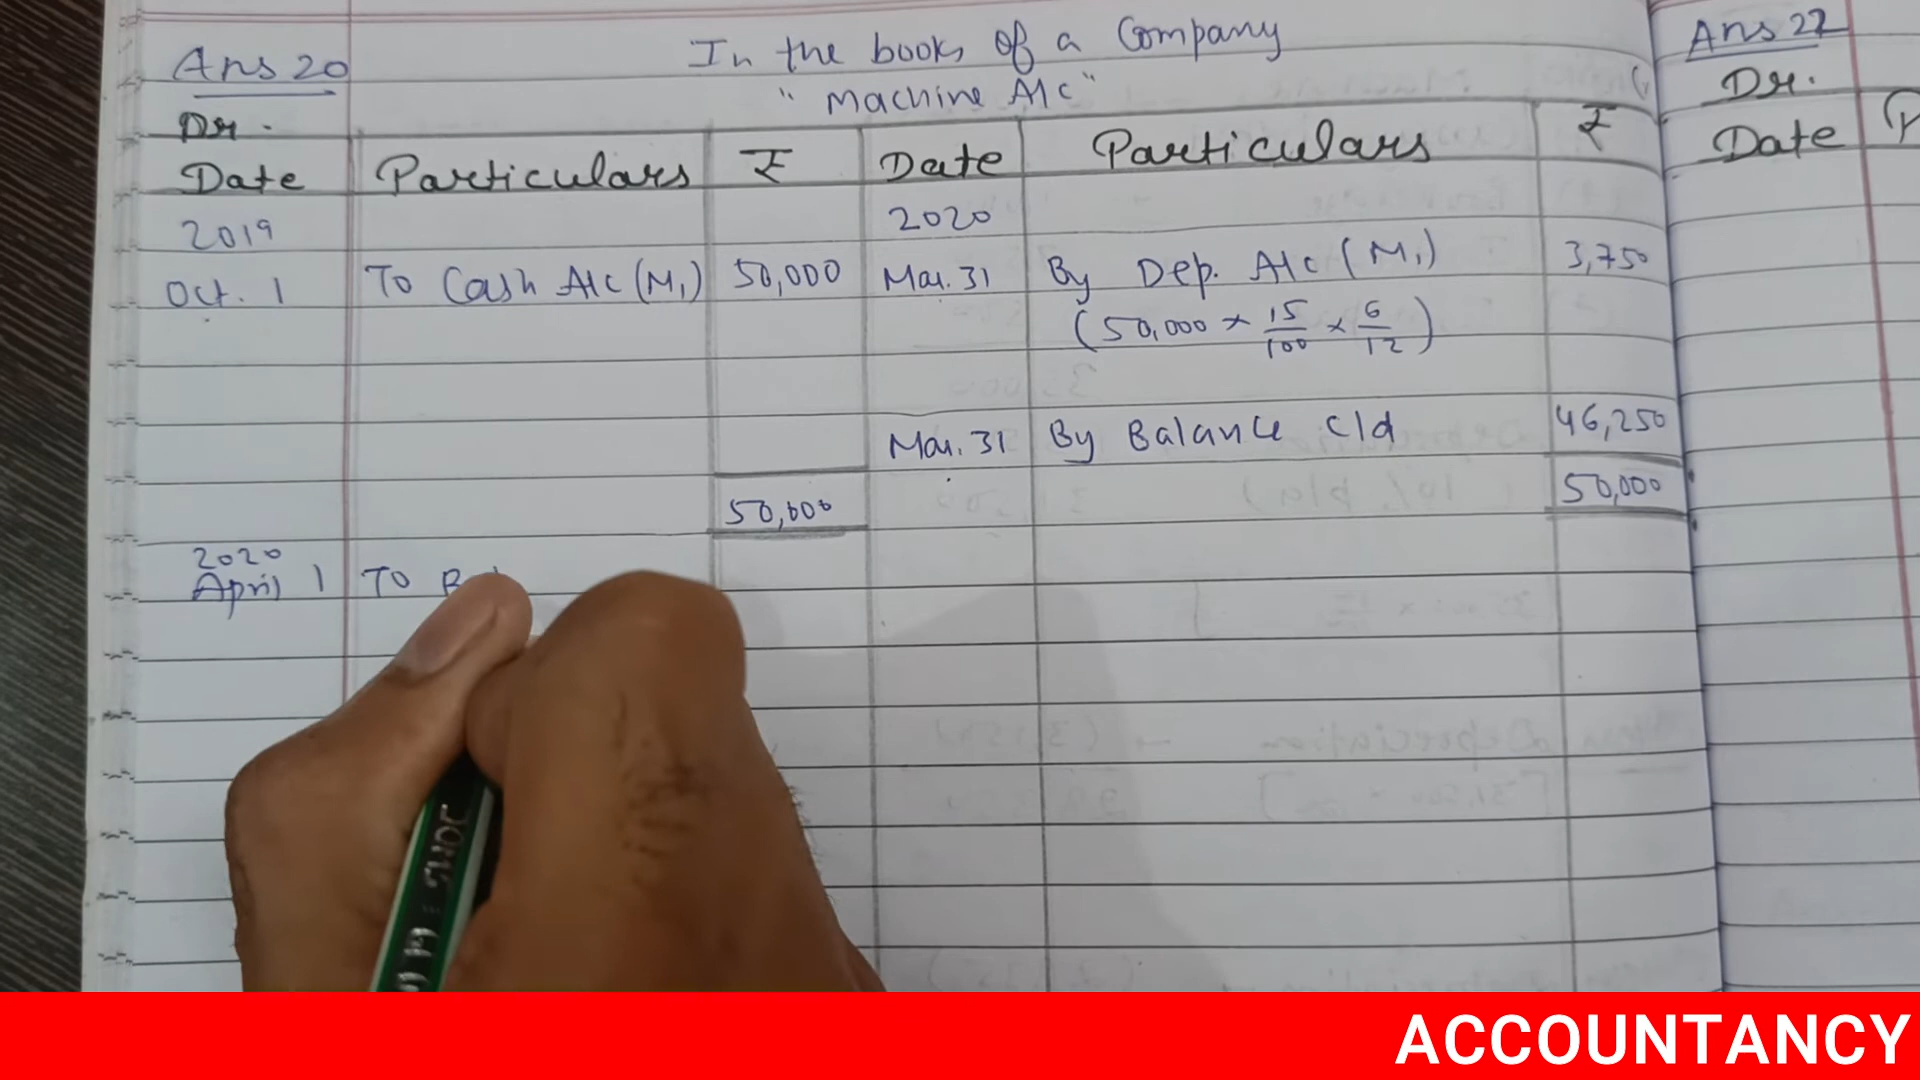 Ans 20
In the books of a Company
"Machine A/c"
Dr.
Date Particulars ₹ Date Particulars ₹
2019 2020
Oct. 1 To Cash A/c (M₁) 50,000 Mar. 31 By Dep. A/c (M₁) 3,750
(50,000 × 15/100 × 6/12)
Mar. 31 By Balance c/d 46,250
50,000 50,000
2020
April 1 To
Ans 22
Dr.
Date
ACCOUNTANCY